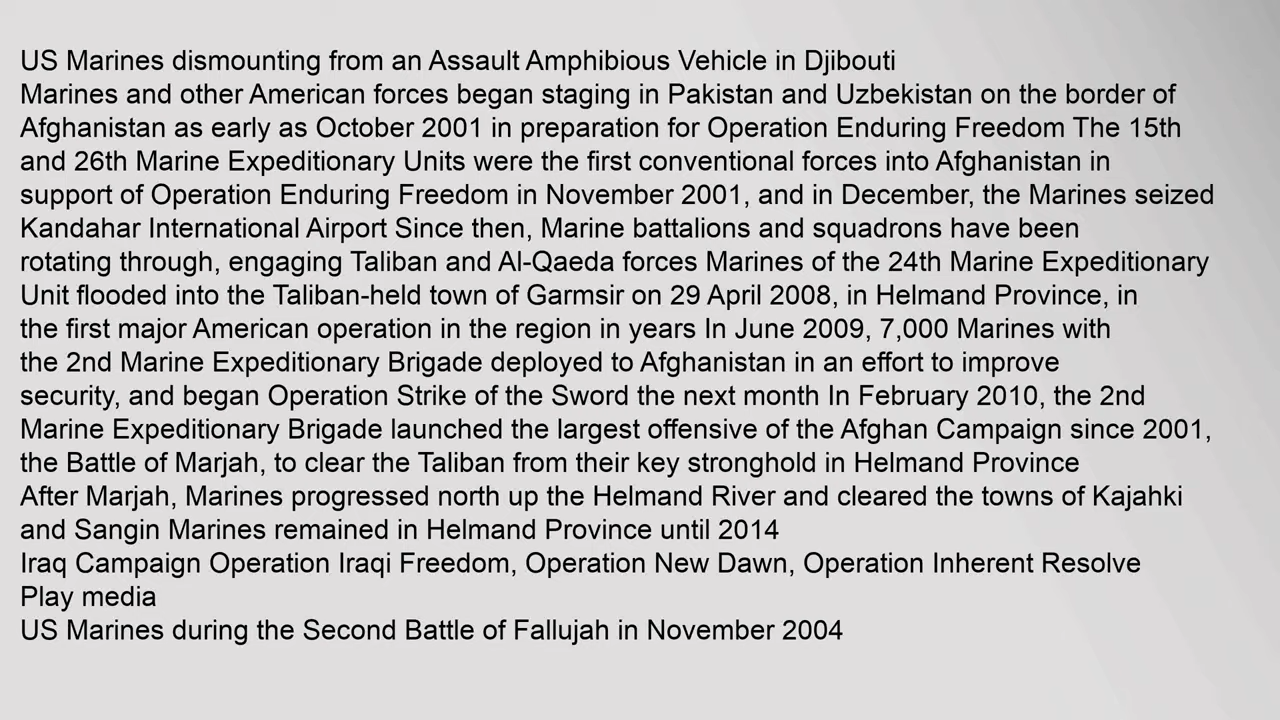 US Marines dismounting from an Assault Amphibious Vehicle in Djibouti
Marines and other American forces began staging in Pakistan and Uzbekistan on the border of
Afghanistan as early as October 2001 in preparation for Operation Enduring Freedom The 15th
and 26th Marine Expeditionary Units were the first conventional forces into Afghanistan in
support of Operation Enduring Freedom in November 2001, and in December, the Marines seized
Kandahar International Airport Since then, Marine battalions and squadrons have been
rotating through, engaging Taliban and Al-Qaeda forces Marines of the 24th Marine Expeditionary
Unit flooded into the Taliban-held town of Garmsir on 29 April 2008, in Helmand Province, in
the first major American operation in the region in years In June 2009, 7,000 Marines with
the 2nd Marine Expeditionary Brigade deployed to Afghanistan in an effort to improve
security, and began Operation Strike of the Sword the next month In February 2010, the 2nd
Marine Expeditionary Brigade launched the largest offensive of the Afghan Campaign since 2001,
the Battle of Marjah, to clear the Taliban from their key stronghold in Helmand Province
After Marjah, Marines progressed north up the Helmand River and cleared the towns of Kajahki
and Sangin Marines remained in Helmand Province until 2014
Iraq Campaign Operation Iraqi Freedom, Operation New Dawn, Operation Inherent Resolve
Play media
US Marines during the Second Battle of Fallujah in November 2004